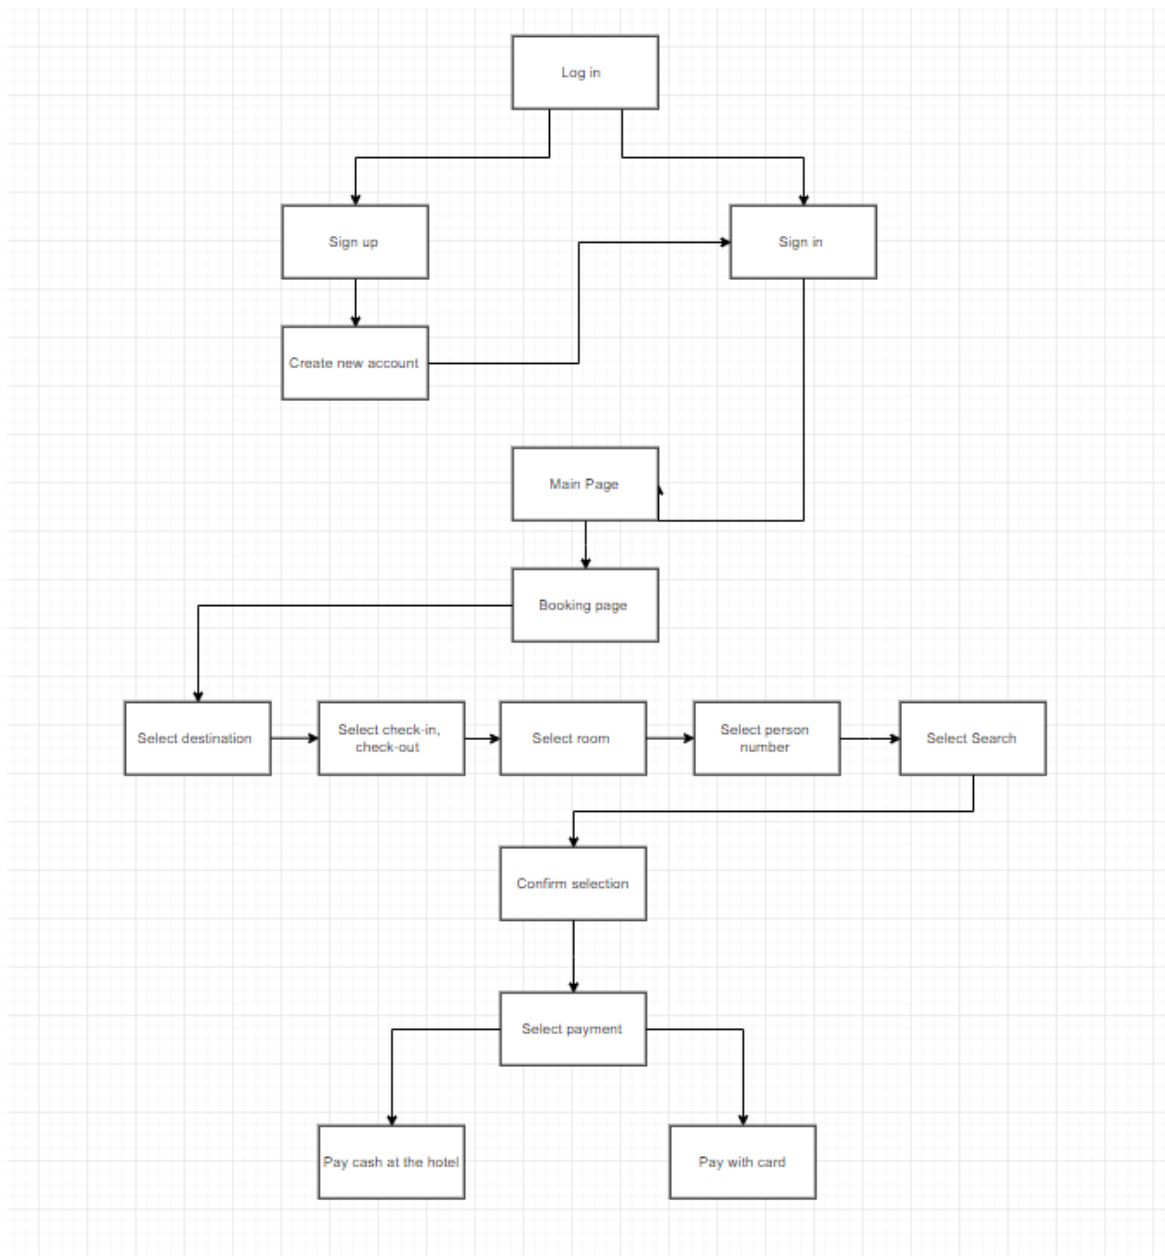 Log in
Sign up
Sign in
Create new account
Main Page
Booking page
Select destination
Select check-in,
check-out
Select room
Select person
number
Select Search
Confirm selection
Select payment
Pay cash at the hotel
Pay with card